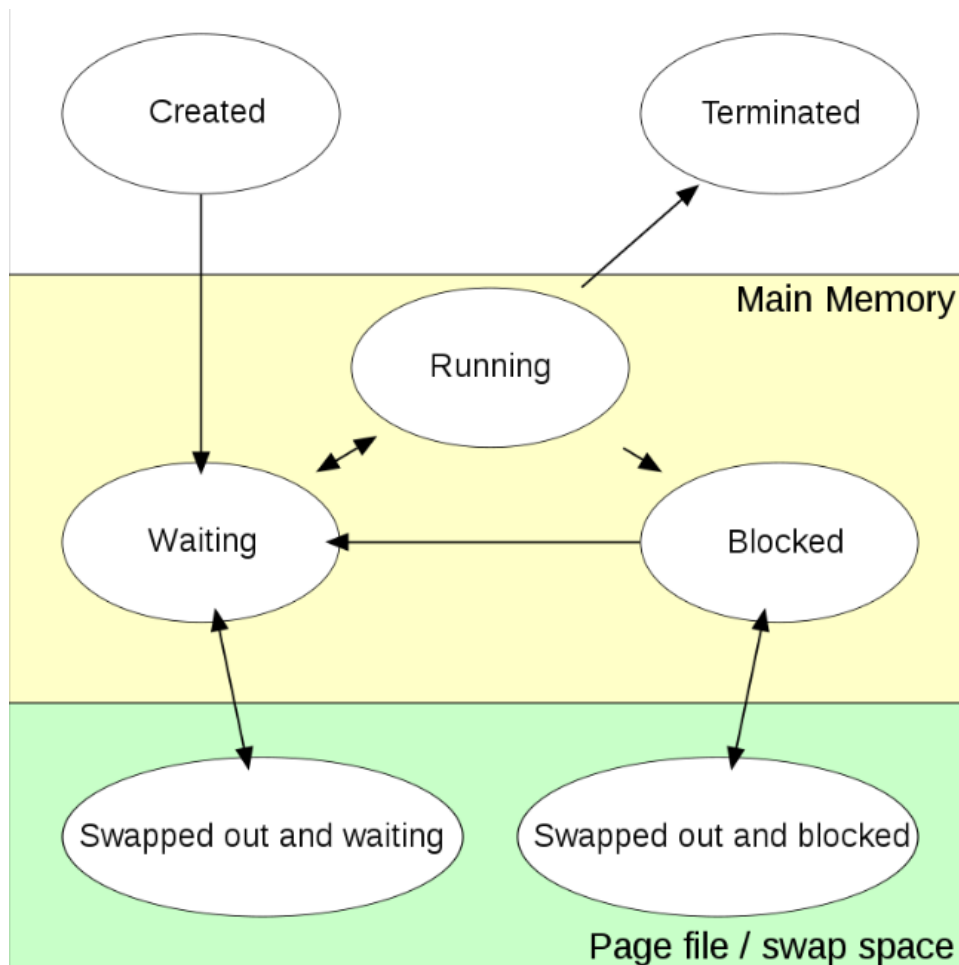 Created
Terminated
Main Memory
Running
Waiting
Blocked
Swapped out and waiting
Swapped out and blocked
Page file / swap space